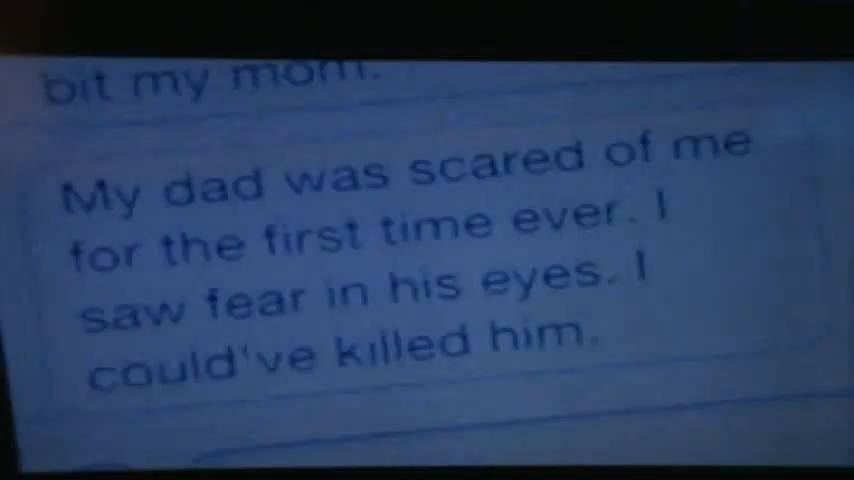 bit my mom.
My dad was scared of me
for the first time ever. I
saw fear in his eyes. I
could've killed him.